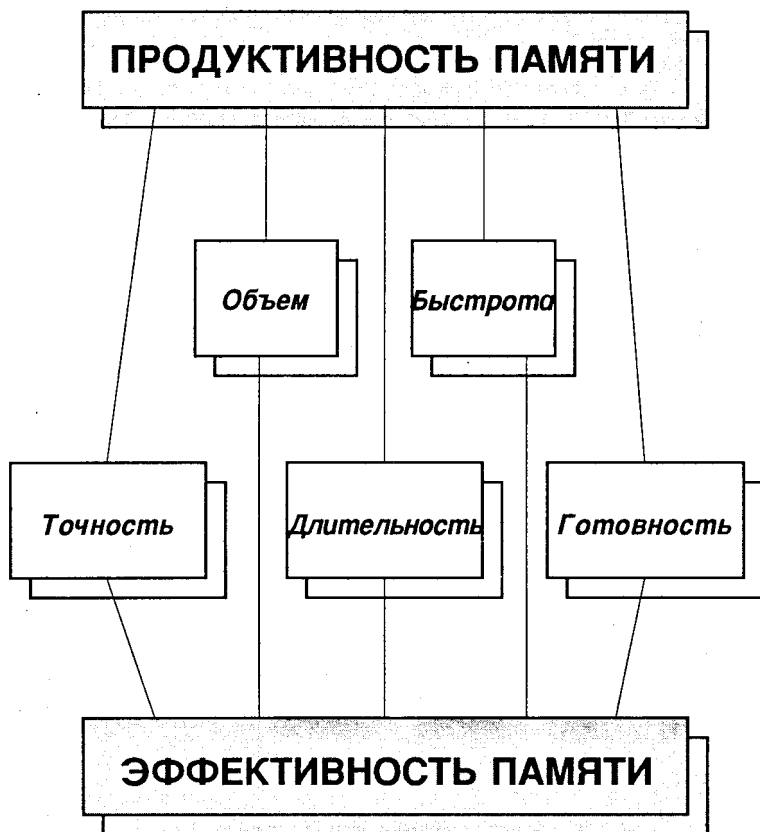 ПРОДУКТИВНОСТЬ ПАМЯТИ
Объем
Быстрота
Точность
Длительность
Готовность
ЭФФЕКТИВНОСТЬ ПАМЯТИ